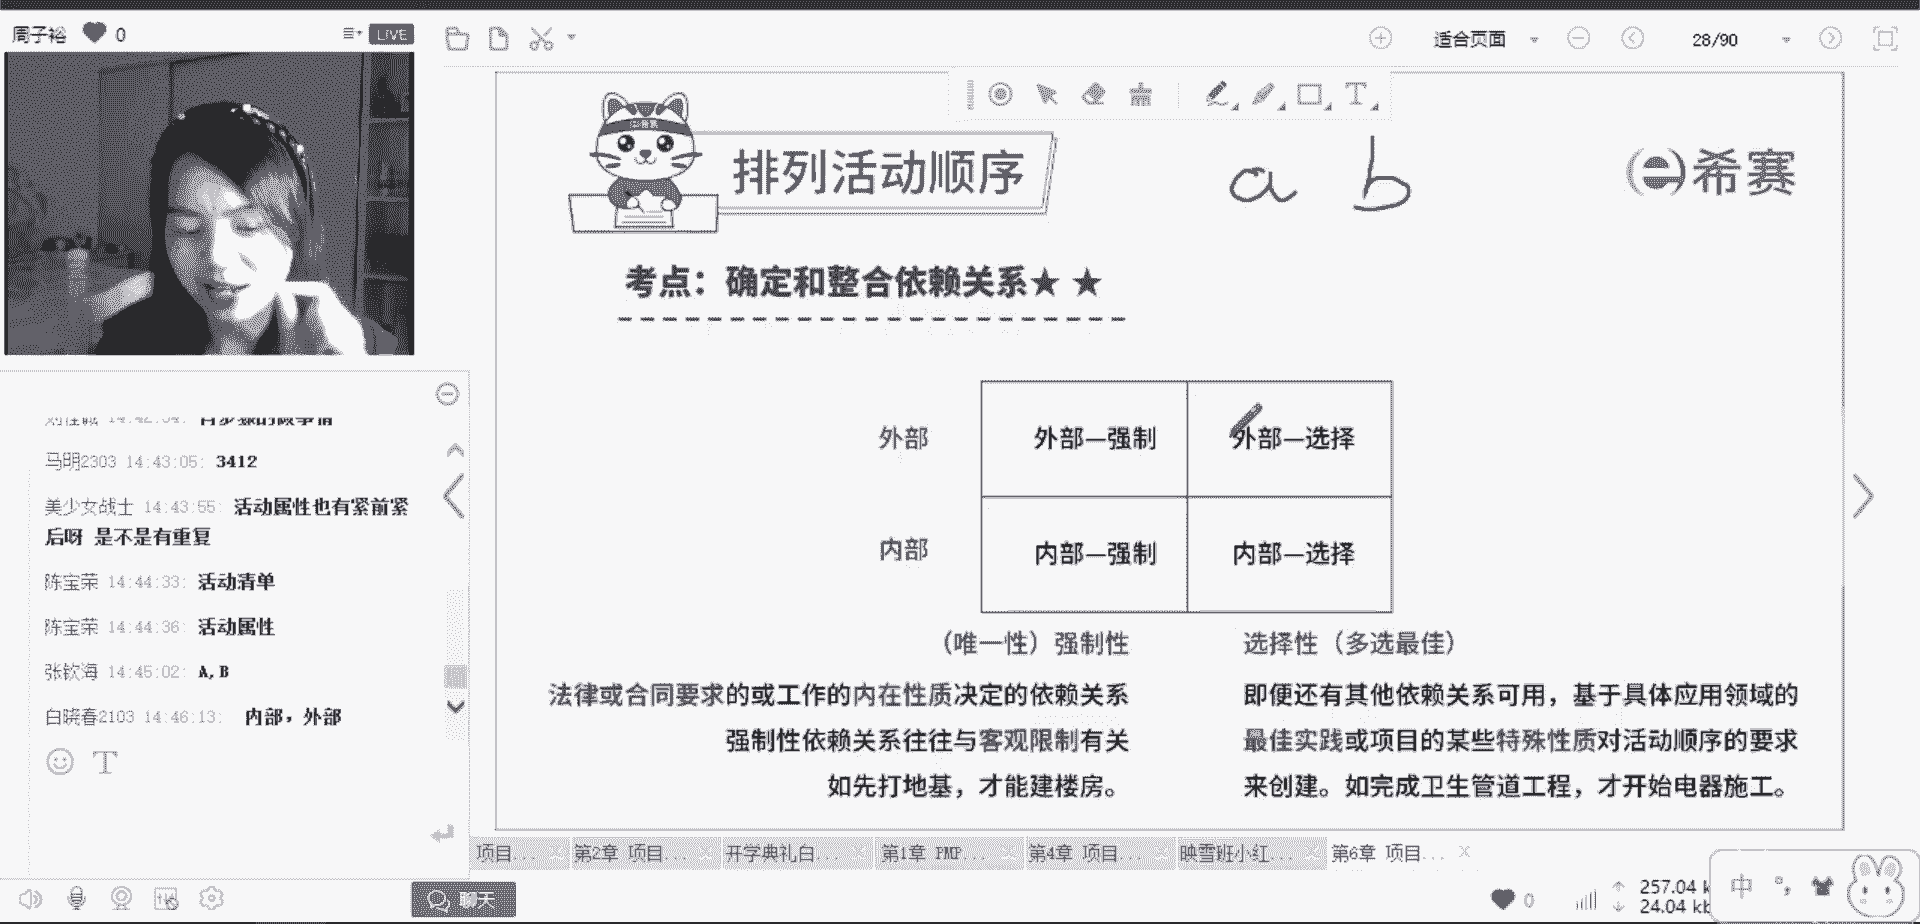 周子裕 0 LIVE
适合页面 28/90
排列活动顺序
a b
希赛
考点：确定和整合依赖关系★ ★
外部
外部—强制 外部—选择
内部
内部—强制 内部—选择
（唯一性）强制性
法律或合同要求的或工作的内在性质决定的依赖关系
强制性依赖关系往往与客观限制有关
如先打地基，才能建楼房。
选择性（多选最佳）
即便还有其他依赖关系可用，基于具体应用领域的
最佳实践或项目的某些特殊性质对活动顺序的要求
来创建。如完成卫生管道工程，才开始电器施工。
马明2303 14:43:05: 3412
美少女战士 14:43:55: 活动属性也有紧前紧
后呀 是不是有重复
陈宝荣 14:44:33: 活动清单
陈宝荣 14:44:36: 活动属性
张钦海 14:45:02: A,B
白晓春2103 14:46:13: 内部，外部
T
项目... 第2章 项目... 开学典礼白... 第1章 PMP... 第4章 项目... 映雪班小红... 第6章 项目...
聊天
0
257.04 k
24.04 kb
中